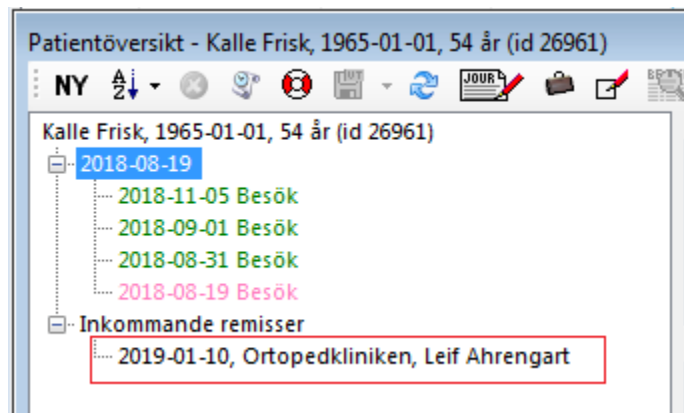 Patientöversikt - Kalle Frisk, 1965-01-01, 54 år (id 26961)
NY A Z JOUR
Kalle Frisk, 1965-01-01, 54 år (id 26961)
2018-08-19
2018-11-05 Besök
2018-09-01 Besök
2018-08-31 Besök
2018-08-19 Besök
Inkommande remisser
2019-01-10, Ortopedkliniken, Leif Ahrengart